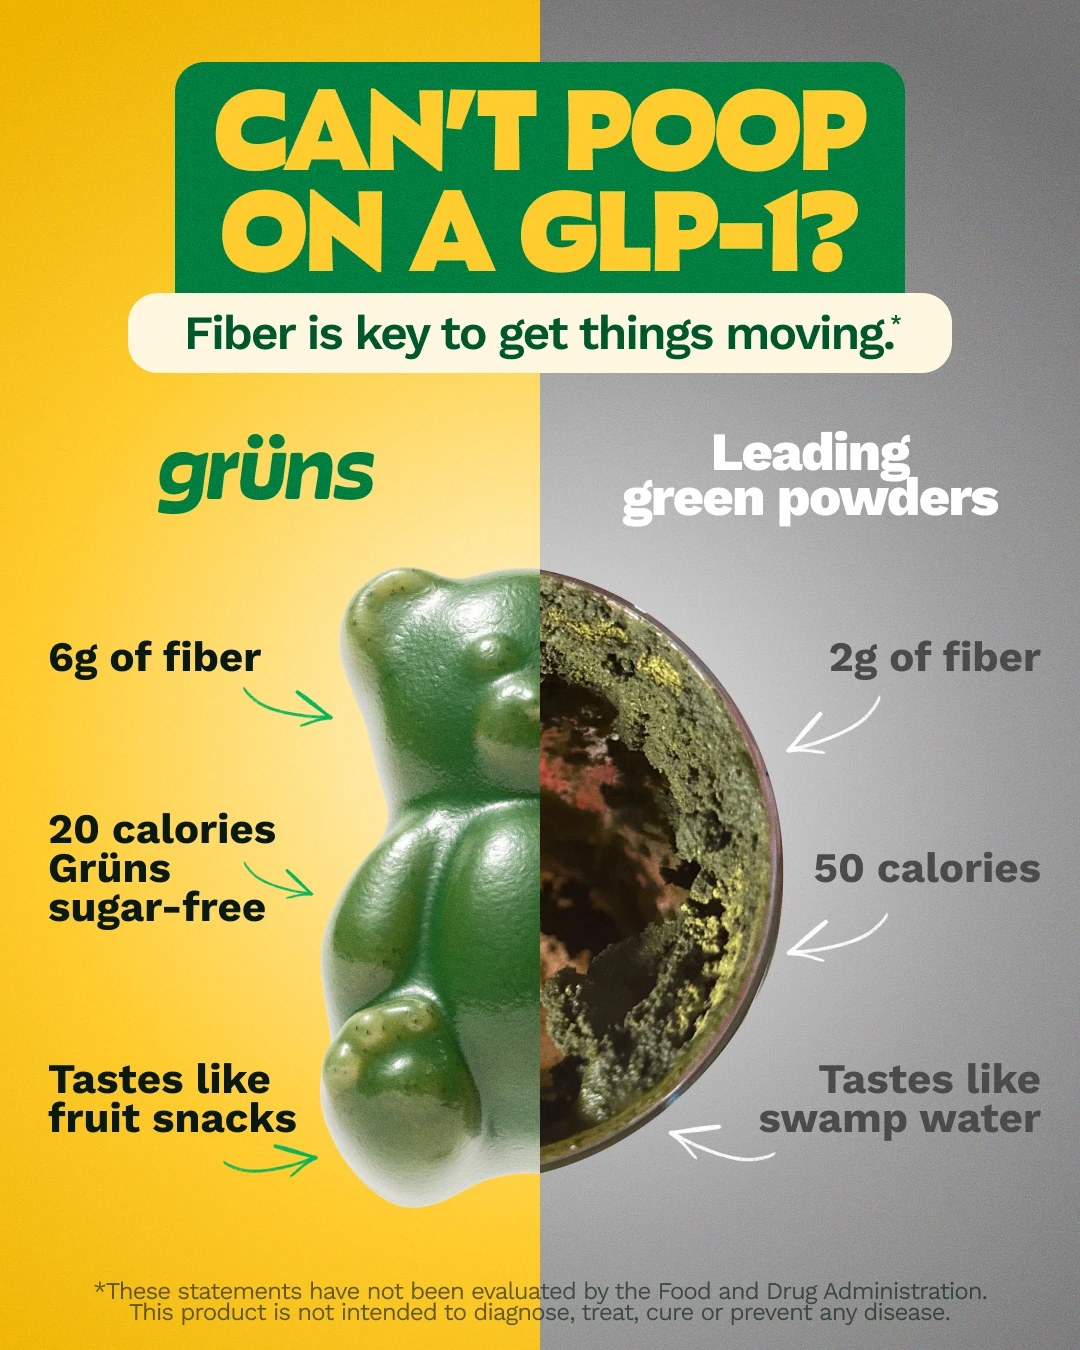 CAN'T POOP
ON A GLP-1?
Fiber is key to get things moving.*
grüns
Leading
green powders
6g of fiber
2g of fiber
20 calories
Grüns
sugar-free
50 calories
Tastes like
fruit snacks
Tastes like
swamp water
*These statements have not been evaluated by the Food and Drug Administration.
This product is not intended to diagnose, treat, cure or prevent any disease.